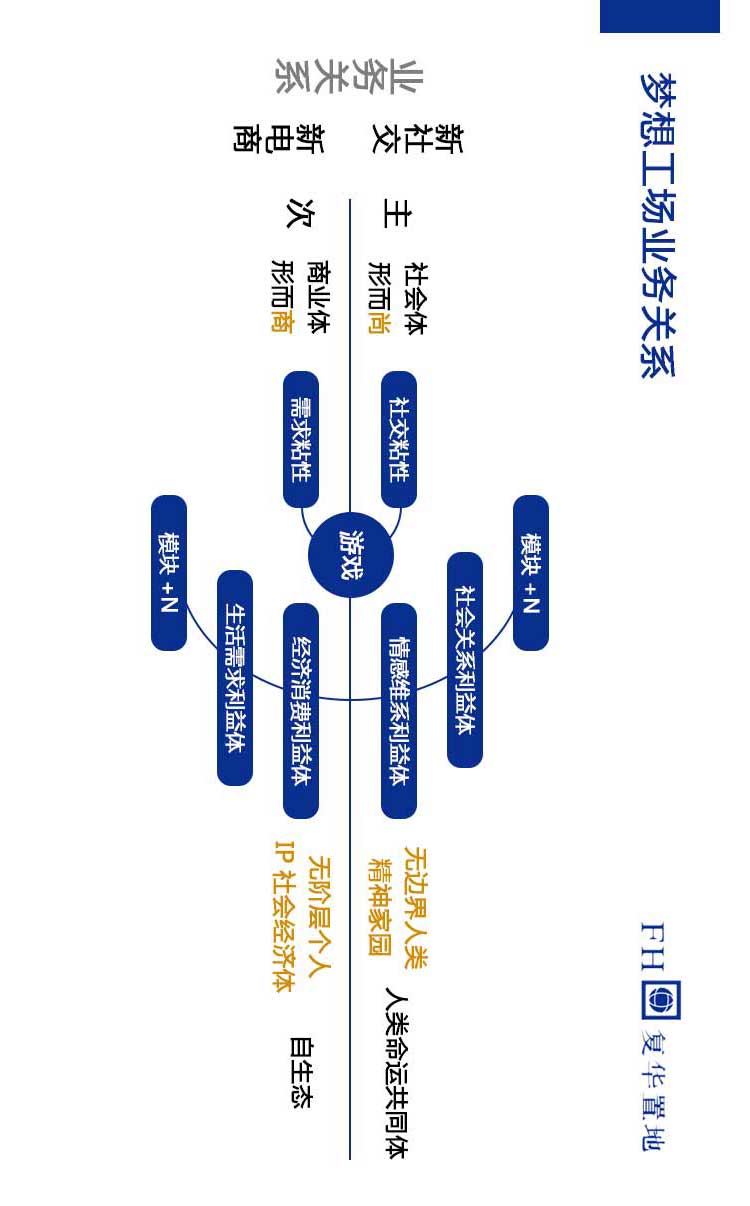 梦想工场业务关系
FH 复华置地
模块 +N
社会关系利益体
业务关系
新
社交
主
社会体
形而尚
社交粘性
情感维系利益体
无边界人类
精神家园
人类命运共同体
游戏
新
电
商
次
商业体
形而商
需求粘性
经济消费利益体
无阶层个人
IP 社会经济体
自生态
生活需求利益体
模块 +N